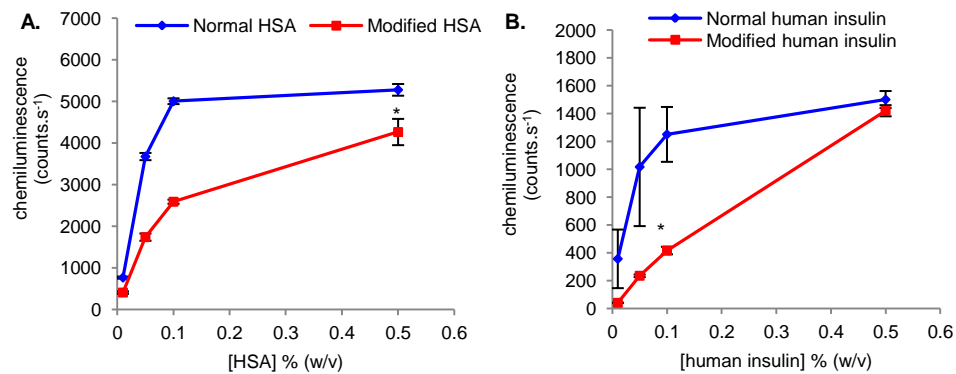 A.
Normal HSA
Modified HSA
chemiluminescence
(counts.s-1)
7000
6000
5000
4000
3000
2000
1000
0
*
0
0.1
0.2
0.3
0.4
0.5
0.6
[HSA] % (w/v)
B.
Normal human insulin
Modified human insulin
chemiluminescence
(counts.s-1)
2000
1800
1600
1400
1200
1000
800
600
400
200
0
*
0
0.1
0.2
0.3
0.4
0.5
0.6
[human insulin] % (w/v)